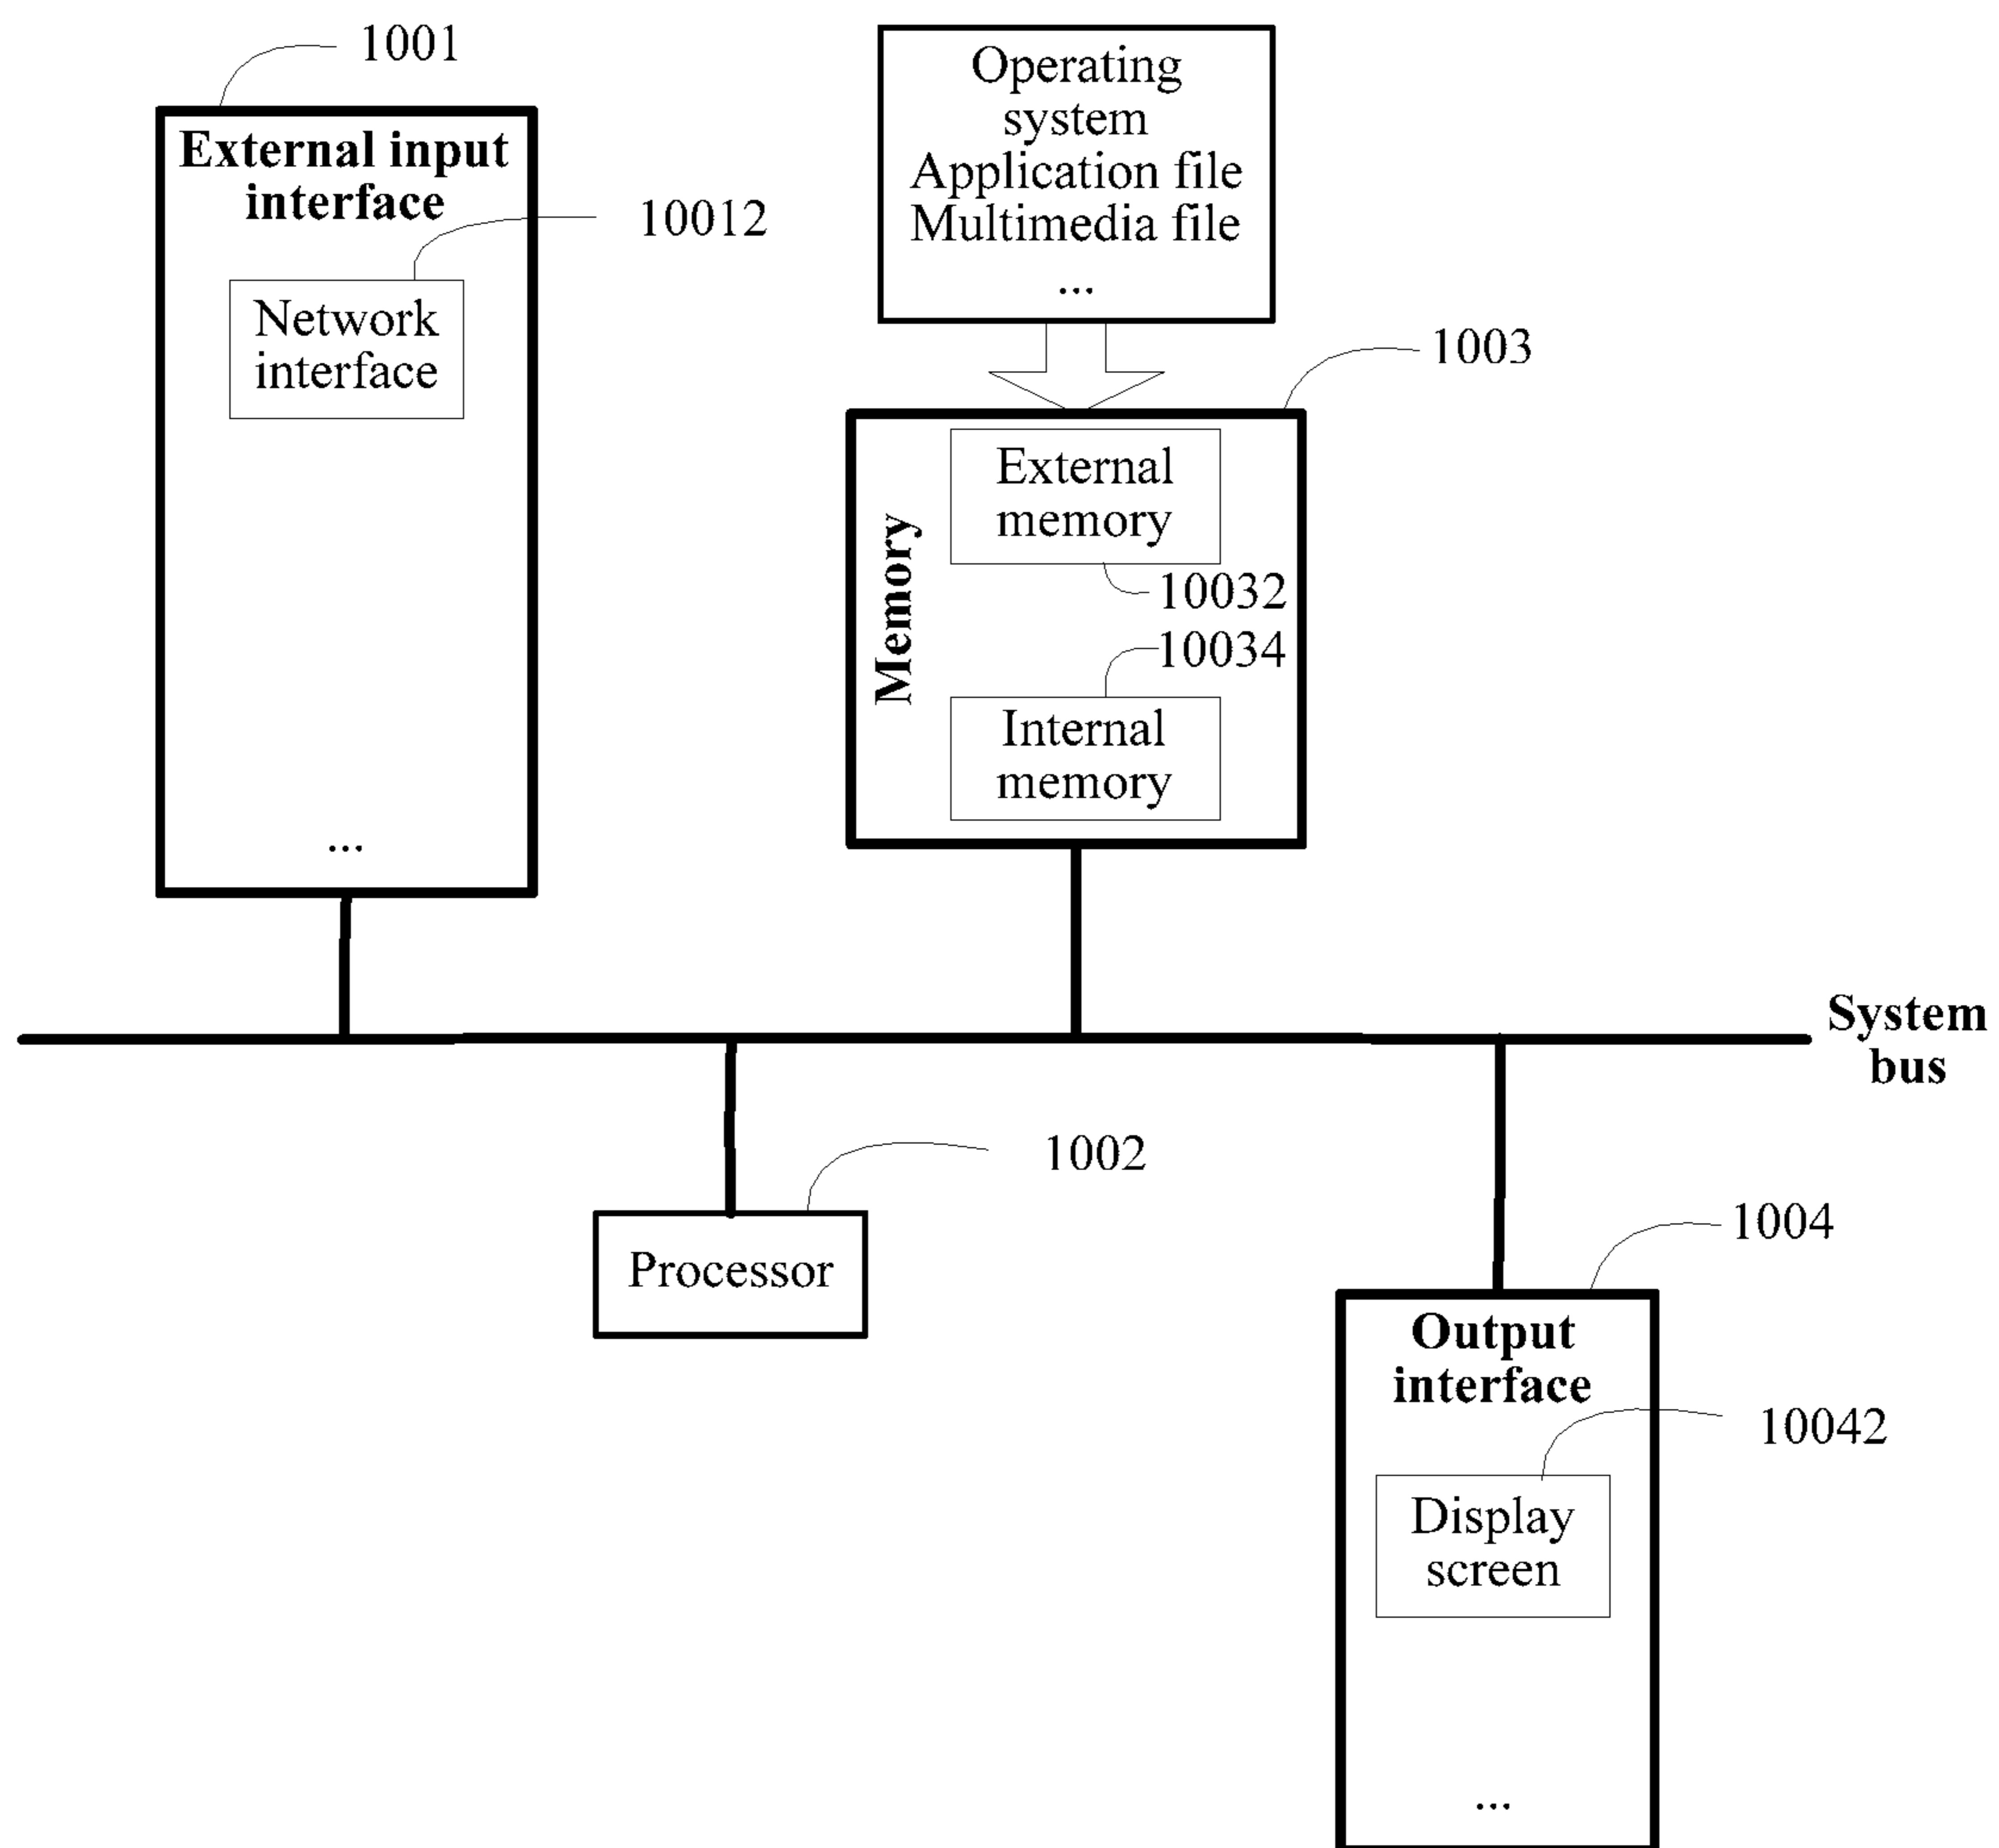 1001
External input
interface
10012
Network
interface
...
Operating
system
Application file
Multimedia file
...
1003
Memory
External
memory
10032
10034
Internal
memory
System
bus
1002
Processor
1004
Output
interface
10042
Display
screen
...